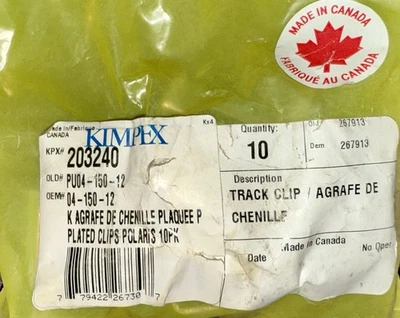 MADE IN CANADA
FABRIQUÉ AU CANADA
Made in/Fabriqué
CANADA
KIMPEX
Kx4
KPX# 203240
OLD# PU04-150-12
OEM# 04-150-12
K AGRAFE DE CHENILLE PLAQUEE P
PLATED CLIPS POLARIS 10PK
7 79422 26730 7
Quantity:
10
267913
Oem 267913
Description
TRACK CLIP / AGRAFE DE
CHENILLE
Date Made in Canada No Oper